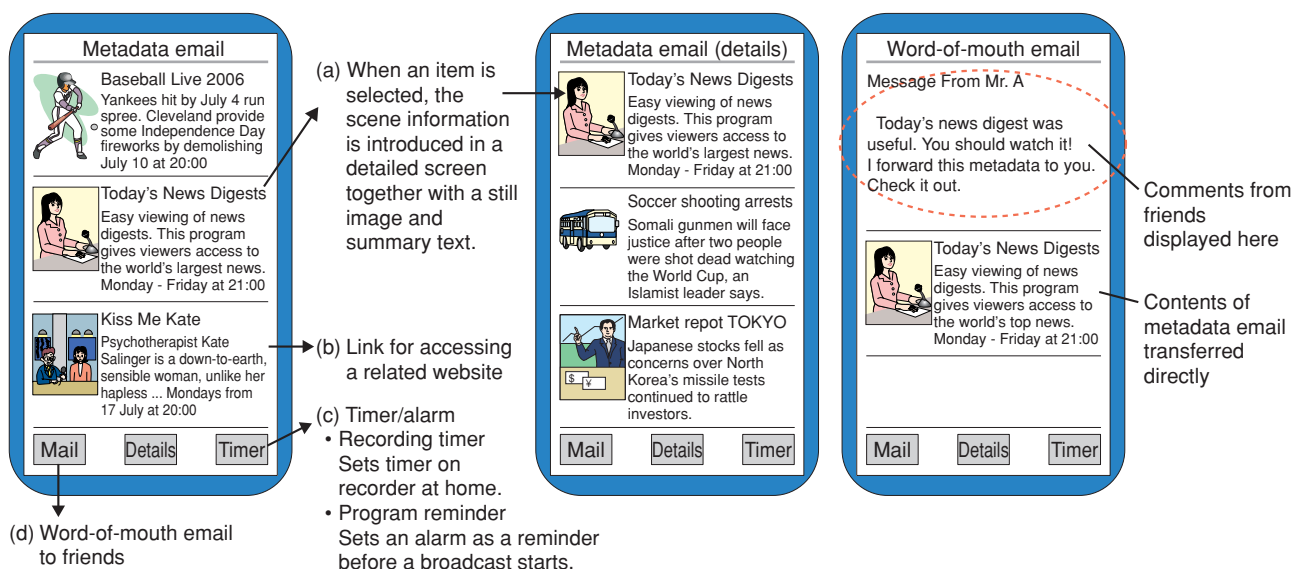 Metadata email
Baseball Live 2006
Yankees hit by July 4 run
spree. Cleveland provide
some Independence Day
fireworks by demolishing
July 10 at 20:00
Today's News Digests
Easy viewing of news
digests. This program
gives viewers access to
the world's largest news.
Monday - Friday at 21:00
Kiss Me Kate
Psychotherapist Kate
Salinger is a down-to-earth,
sensible woman, unlike her
hapless ... Mondays from
17 July at 20:00
Mail
Details
Timer
(d) Word-of-mouth email
to friends
(a) When an item is
selected, the
scene information
is introduced in a
detailed screen
together with a still
image and
summary text.
(b) Link for accessing
a related website
(c) Timer/alarm
• Recording timer
Sets timer on
recorder at home.
• Program reminder
Sets an alarm as a reminder
before a broadcast starts.
Metadata email (details)
Today's News Digests
Easy viewing of news
digests. This program
gives viewers access to
the world's largest news.
Monday - Friday at 21:00
Soccer shooting arrests
Somali gunmen will face
justice after two people
were shot dead watching
the World Cup, an
Islamist leader says.
Market repot TOKYO
Japanese stocks fell as
concerns over North
Korea's missile tests
continued to rattle
investors.
$
¥
Mail
Details
Timer
Word-of-mouth email
Message From Mr. A
Today's news digest was
useful. You should watch it!
I forward this metadata to you.
Check it out.
Today's News Digests
Easy viewing of news
digests. This program
gives viewers access to
the world's top news.
Monday - Friday at 21:00
Mail
Details
Timer
Comments from
friends
displayed here
Contents of
metadata email
transferred
directly